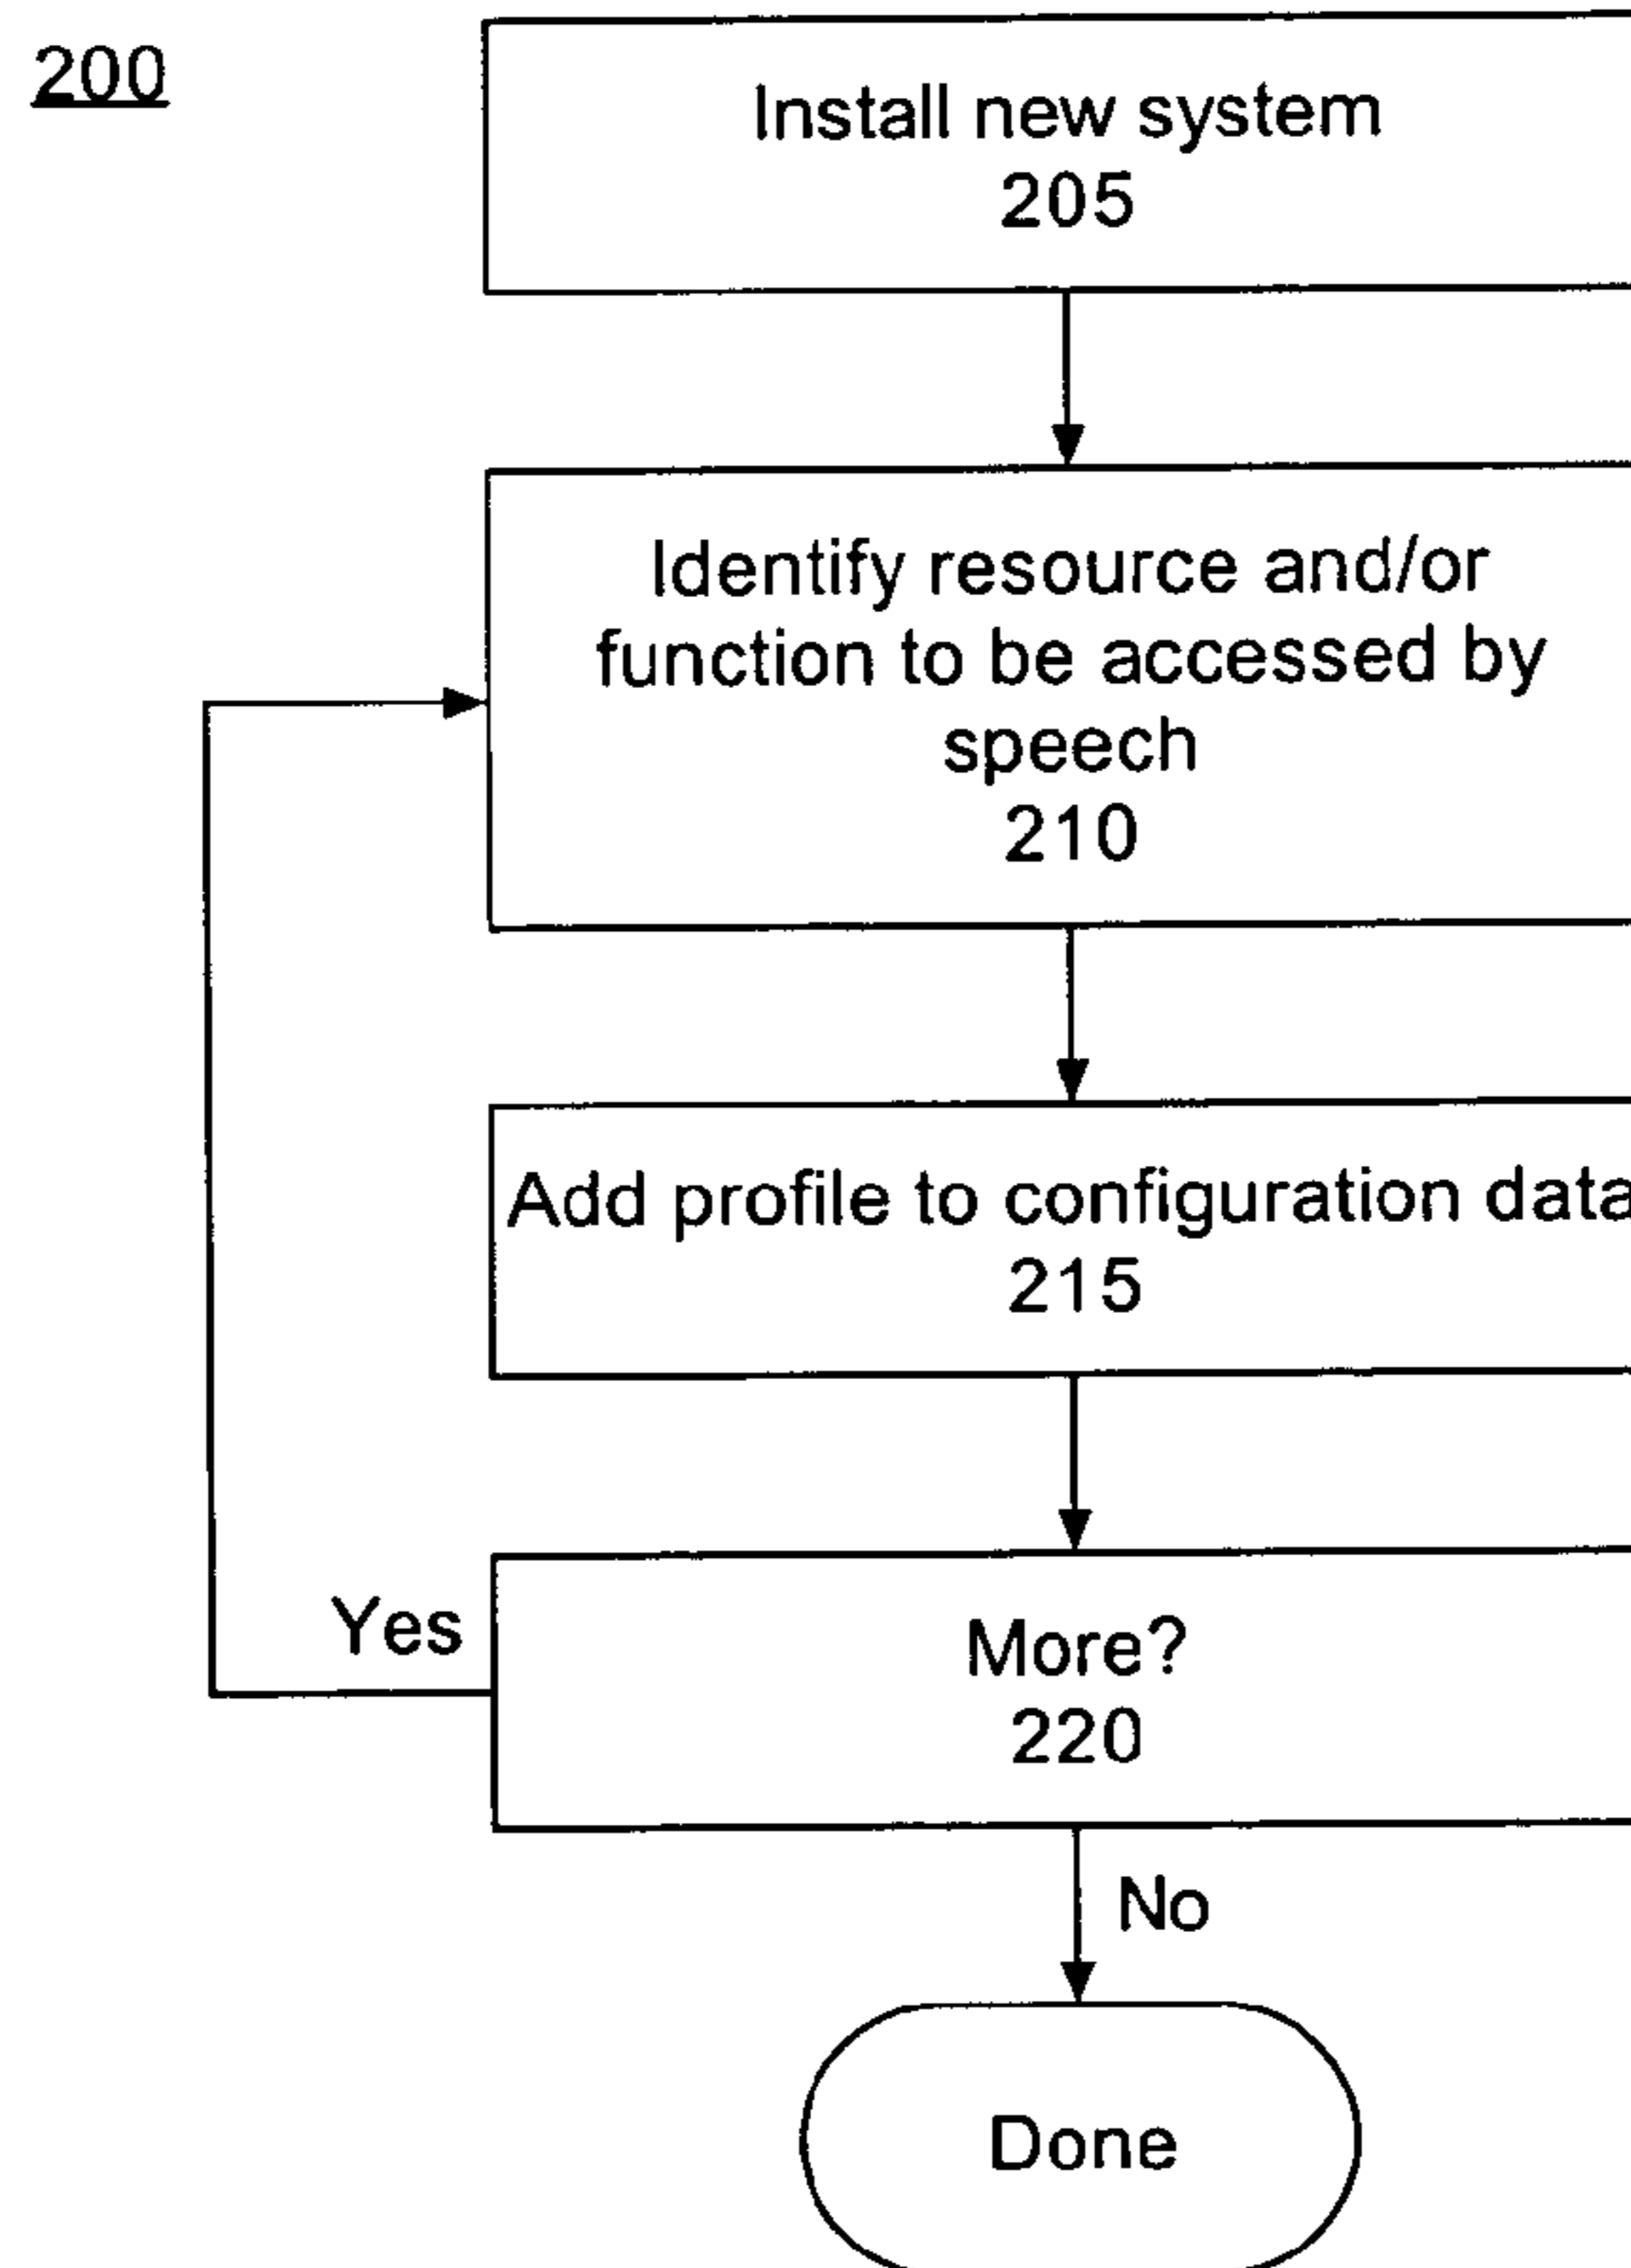 200
Install new system
205
Identify resource and/or
function to be accessed by
speech
210
Add profile to configuration data
215
Yes
More?
220
No
Done